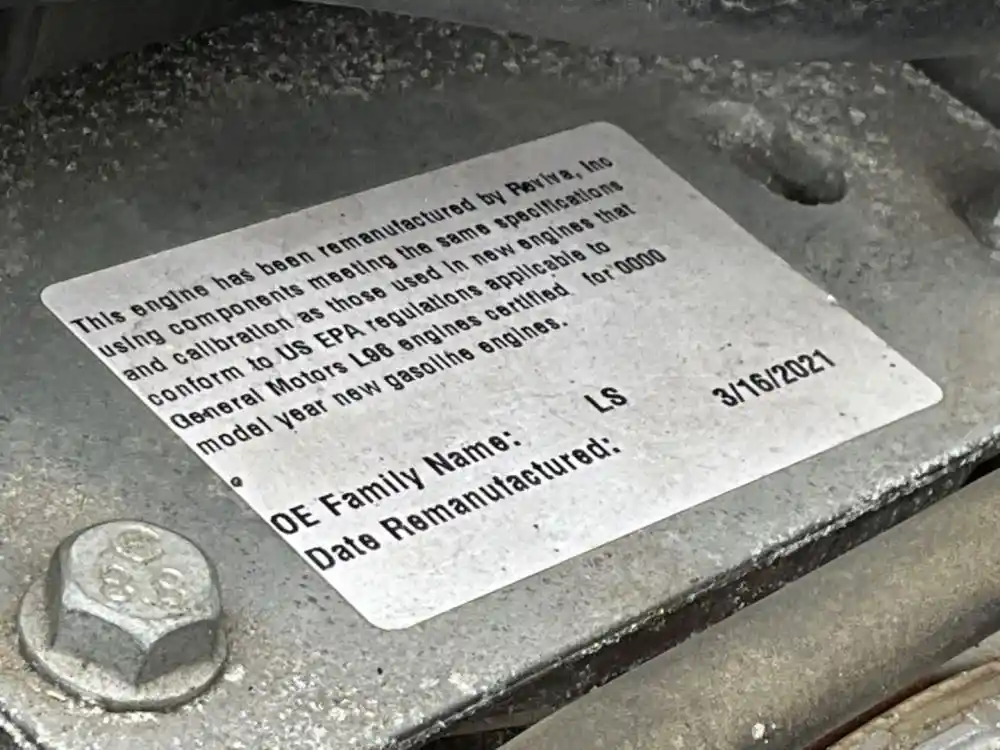 This engine has been remanufactured by Reviva, Inc
using components meeting the same specifications
and calibration as those used in new engines that
conform to US EPA regulations applicable to
General Motors L96 engines certified for 0000
model year new gasoline engines.
OE Family Name: LS
Date Remanufactured: 3/16/2021